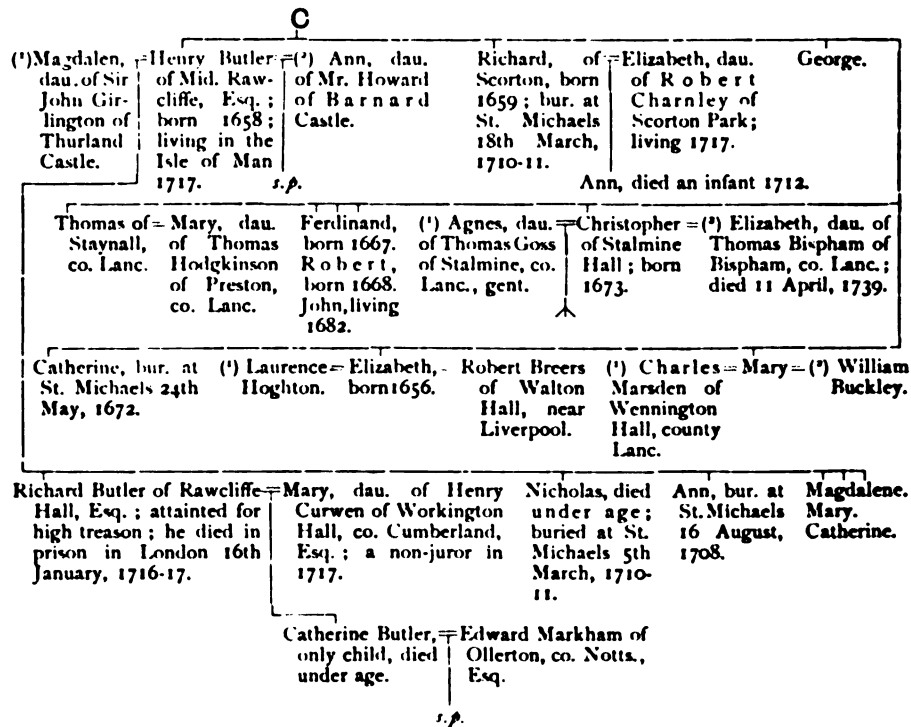 C
(¹)Magdalen,
dau. of Sir
John Gir-
lington of
Thurland
Castle.
Henry Butler
of Mid. Raw-
cliffe, Esq. ;
born 1658 ;
living in the
Isle of Man
1717.
(²) Ann, dau.
of Mr. Howard
of Barnard
Castle.
s.p.
Richard, of
Scorton, born
1659 ; bur. at
St. Michaels
18th March,
1710-11.
Elizabeth, dau.
of Robert
Charnley of
Scorton Park ;
living 1717.
George.
Ann, died an infant 1712.
Thomas of
Staynall,
co. Lanc.
Mary, dau.
of Thomas
Hodgkinson
of Preston,
co. Lanc.
Ferdinand,
born 1667.
Robert,
born 1668.
John, living
1682.
(¹) Agnes, dau.
of Thomas Goss
of Stalmine, co.
Lanc., gent.
Christopher
of Stalmine
Hall ; born
1673.
(²) Elizabeth, dau. of
Thomas Bispham of
Bispham, co. Lanc. ;
died 11 April, 1739.
Catherine, bur. at
St. Michaels 24th
May, 1672.
(¹) Laurence
Hoghton.
Elizabeth,
born 1656.
Robert Breers
of Walton
Hall, near
Liverpool.
(¹) Charles
Marsden of
Wennington
Hall, county
Lanc.
Mary
(²) William
Buckley.
Richard Butler of Rawcliffe
Hall, Esq. ; attainted for
high treason ; he died in
prison in London 16th
January, 1716-17.
Mary, dau. of Henry
Curwen of Workington
Hall, co. Cumberland,
Esq. ; a non-juror in
1717.
Nicholas, died
under age ;
buried at St.
Michaels 5th
March, 1710-
11.
Ann, bur. at
St. Michaels
16 August,
1708.
Magdalene.
Mary.
Catherine.
Catherine Butler,
only child, died
under age.
Edward Markham of
Ollerton, co. Notts.,
Esq.
s.p.